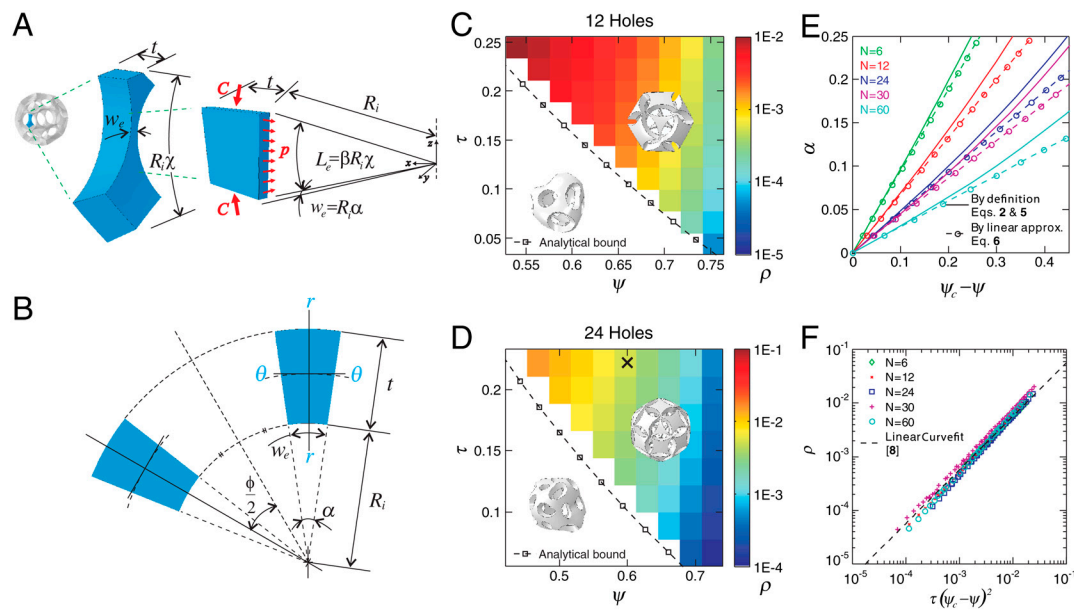 A
t
w_e
R_iχ
C
t
R_i
p
L_e=βR_iχ
z
x
y
C
w_e=R_iα
B
r
θ
θ
t
w_e
r
φ/2
α
R_i
C
12 Holes
τ
0.25
0.2
0.15
0.1
0.05
Analytical bound
0.55
0.6
0.65
0.7
0.75
ψ
1E-2
1E-3
1E-4
1E-5
ρ
D
24 Holes
τ
0.2
0.15
0.1
Analytical bound
0.5
0.6
0.7
ψ
1E-1
1E-2
1E-3
1E-4
ρ
E
α
0.25
0.2
0.15
0.1
0.05
0
N=6
N=12
N=24
N=30
N=60
By definition
Eqs. 2 & 5
By linear approx.
Eq. 6
0
0.1
0.2
0.3
0.4
ψ_c−ψ
F
ρ
10⁻¹
10⁻²
10⁻³
10⁻⁴
10⁻⁵
N=6
N=12
N=24
N=30
N=60
LinearCurvefit
[8]
10⁻⁵
10⁻⁴
10⁻³
10⁻²
10⁻¹
τ(ψ_c−ψ)²